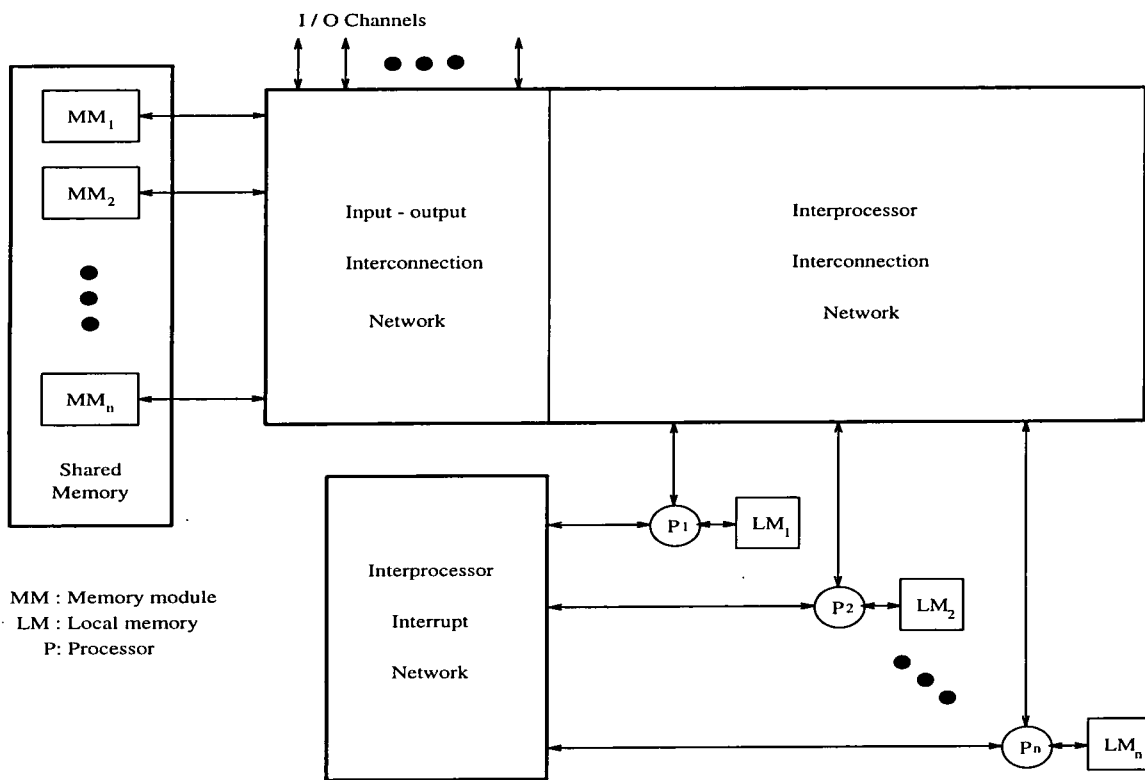 I / O Channels
MM1
MM2
MMn
Shared
Memory
Input - output
Interconnection
Network
Interprocessor
Interconnection
Network
P1
LM1
P2
LM2
Pn
LMn
Interprocessor
Interrupt
Network
MM : Memory module
LM : Local memory
P: Processor